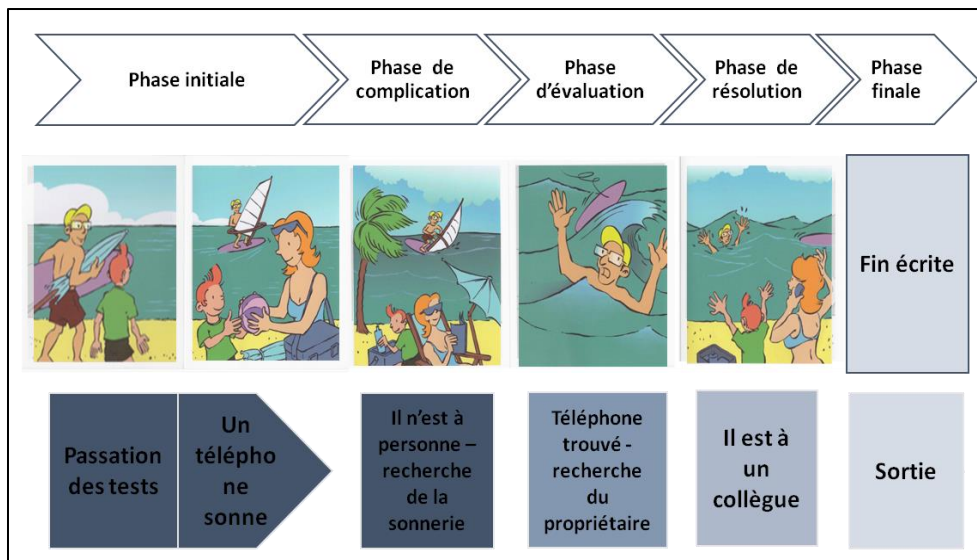 Phase initiale
Phase de
complication
Phase
d'évaluation
Phase de
résolution
Phase
finale
Fin écrite
Passation
des tests
Un
télépho
ne
sonne
Il n'est à
personne –
recherche
de la
sonnerie
Téléphone
trouvé -
recherche
du
propriétaire
Il est à
un
collègue
Sortie